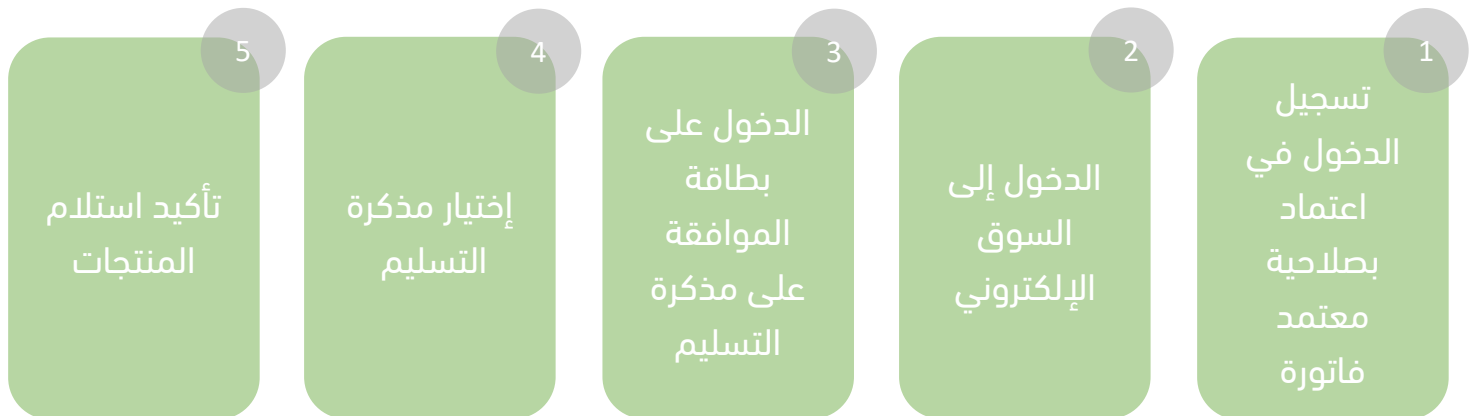 1
تسجيل
الدخول في
اعتماد
بصلاحية
معتمد
فاتورة
2
الدخول إلى
السوق
الإلكتروني
3
الدخول على
بطاقة
الموافقة
على مذكرة
التسليم
4
إختيار مذكرة
التسليم
5
تأكيد استلام
المنتجات